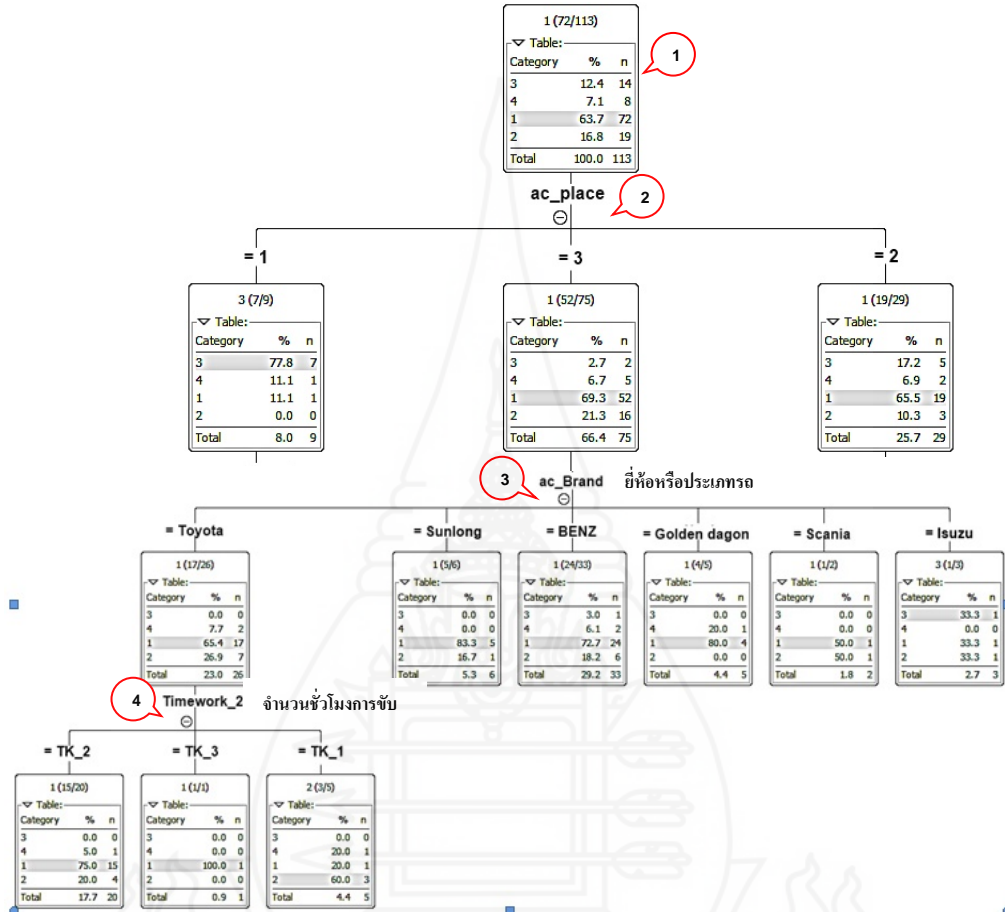 1 (72/113)
Table:
Category % n
3 12.4 14
4 7.1 8
1 63.7 72
2 16.8 19
Total 100.0 113
1
ac_place
2
= 1
= 3
= 2
3 (7/9)
Table:
Category % n
3 77.8 7
4 11.1 1
1 11.1 1
2 0.0 0
Total 8.0 9
1 (52/75)
Table:
Category % n
3 2.7 2
4 6.7 5
1 69.3 52
2 21.3 16
Total 66.4 75
1 (19/29)
Table:
Category % n
3 17.2 5
4 6.9 2
1 65.5 19
2 10.3 3
Total 25.7 29
3
ac_Brand ยี่ห้อหรือประเภทรถ
= Toyota
= Sunlong
= BENZ
= Golden dagon
= Scania
= Isuzu
1 (17/26)
Table:
Category % n
3 0.0 0
4 7.7 2
1 65.4 17
2 26.9 7
Total 23.0 26
1 (5/6)
Table:
Category % n
3 0.0 0
4 0.0 0
1 83.3 5
2 16.7 1
Total 5.3 6
1 (24/33)
Table:
Category % n
3 3.0 1
4 6.1 2
1 72.7 24
2 18.2 6
Total 29.2 33
1 (4/5)
Table:
Category % n
3 0.0 0
4 20.0 1
1 80.0 4
2 0.0 0
Total 4.4 5
1 (1/2)
Table:
Category % n
3 0.0 0
4 0.0 0
1 50.0 1
2 50.0 1
Total 1.8 2
3 (1/3)
Table:
Category % n
3 33.3 1
4 0.0 0
1 33.3 1
2 33.3 1
Total 2.7 3
4
Timework_2 จำนวนชั่วโมงการขับ
= TK_2
= TK_3
= TK_1
1 (15/20)
Table:
Category % n
3 0.0 0
4 5.0 1
1 75.0 15
2 20.0 4
Total 17.7 20
1 (1/1)
Table:
Category % n
3 0.0 0
4 0.0 0
1 100.0 1
2 0.0 0
Total 0.9 1
2 (3/5)
Table:
Category % n
3 0.0 0
4 20.0 1
1 20.0 1
2 60.0 3
Total 4.4 5